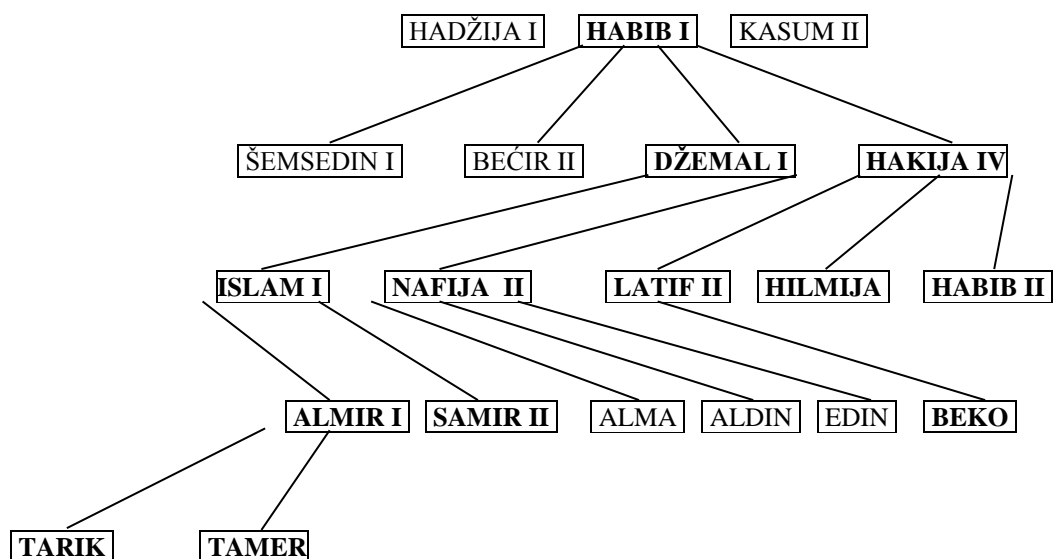 HADŽIJA I HABIB I KASUM II
ŠEMSEDIN I BEĆIR II DŽEMAL I HAKIJA IV
ISLAM I NAFIJA II LATIF II HILMIJA HABIB II
ALMIR I SAMIR II ALMA ALDIN EDIN BEKO
TARIK TAMER